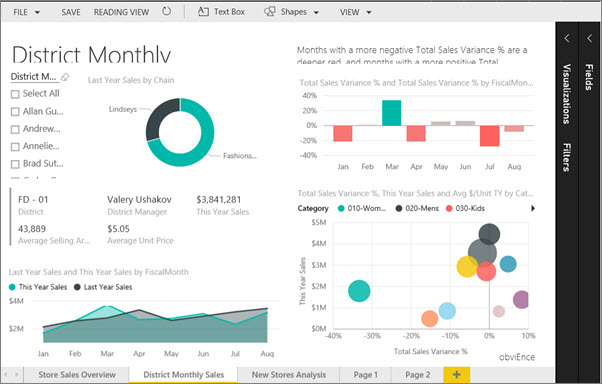 FILE SAVE READING VIEW Text Box Shapes VIEW
District Monthly
Months with a more negative Total Sales Variance % are a
deeper red, and months with a more positive Total
District M...
Select All
Allan Gu...
Andrew...
Annelie...
Brad Sut...
Last Year Sales by Chain
Lindseys
Fashions...
Total Sales Variance % and Total Sales Variance % by FiscalMon...
40%
20%
0%
-20%
-40%
Jan Feb Mar Apr May Jun Jul Aug
FD - 01
District
Valery Ushakov
District Manager
$3,841,281
This Year Sales
43,889
Average Selling Ar...
$5.05
Average Unit Price
Total Sales Variance %, This Year Sales and Avg $/Unit TY by Cat...
Category 010-Wom... 020-Mens 030-Kids
This Year Sales
$5M
$4M
$3M
$2M
$1M
$0M
-40% -30% -20% -10% 0% 10%
Total Sales Variance %
obviEnce
Last Year Sales and This Year Sales by FiscalMonth
This Year Sales Last Year Sales
$4M
$2M
Jan Feb Mar Apr May Jun Jul Aug
Visualizations
Filters
Fields
Store Sales Overview District Monthly Sales New Stores Analysis Page 1 Page 2 +